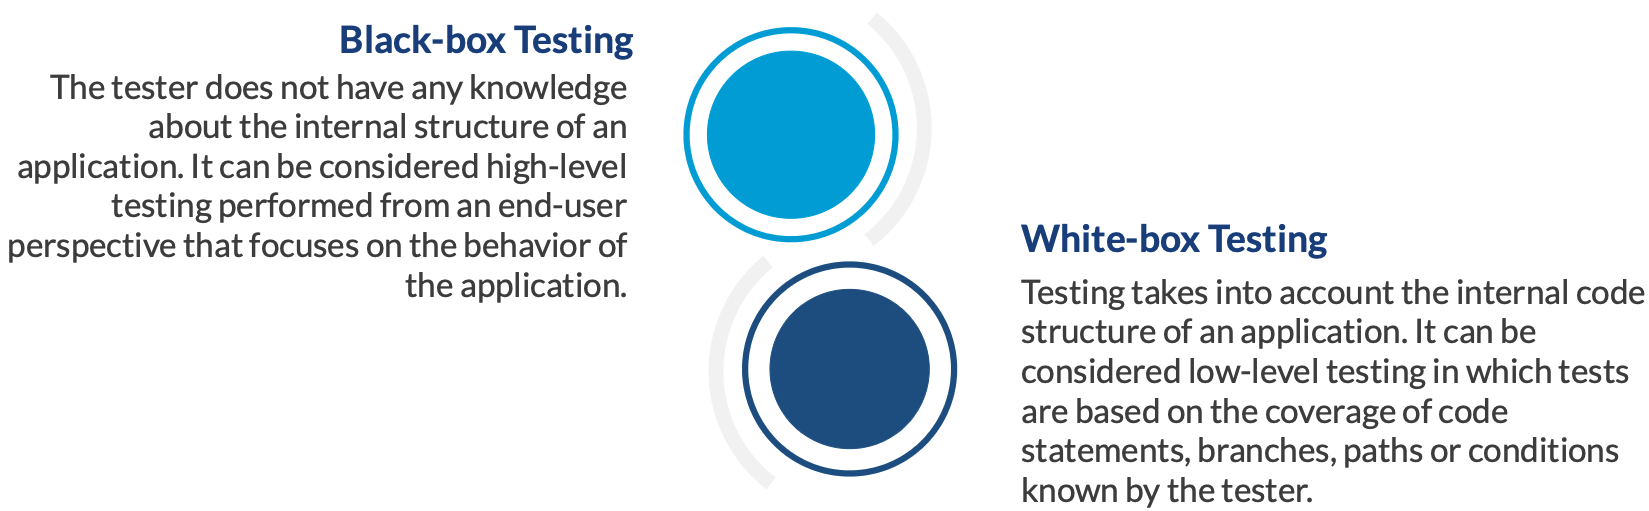 Black-box Testing
The tester does not have any knowledge
about the internal structure of an
application. It can be considered high-level
testing performed from an end-user
perspective that focuses on the behavior of
the application.
White-box Testing
Testing takes into account the internal code
structure of an application. It can be
considered low-level testing in which tests
are based on the coverage of code
statements, branches, paths or conditions
known by the tester.